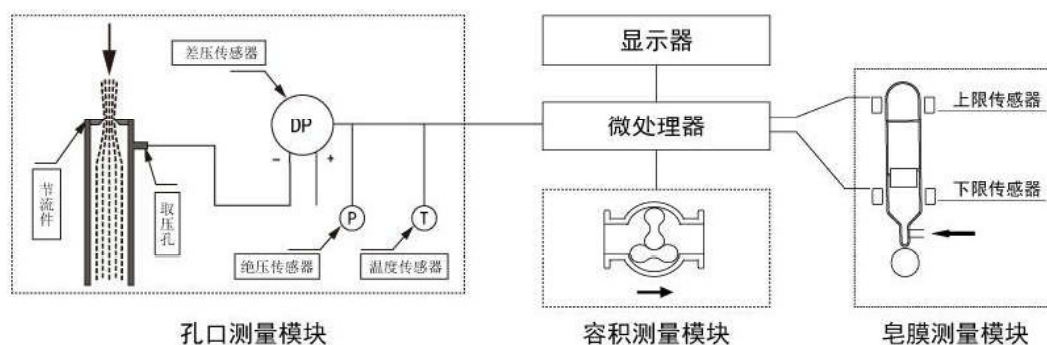 差压传感器
DP
-
+
节流件
取压孔
P
T
绝压传感器
温度传感器
孔口测量模块
显示器
微处理器
容积测量模块
上限传感器
下限传感器
皂膜测量模块